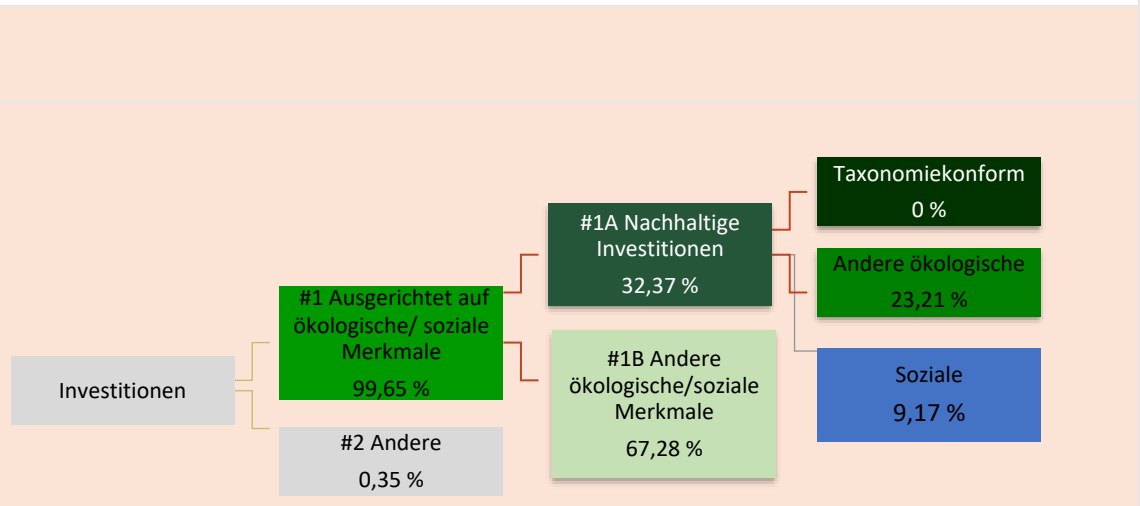 Investitionen
#1 Ausgerichtet auf
ökologische/ soziale
Merkmale
99,65 %
#2 Andere
0,35 %
#1A Nachhaltige
Investitionen
32,37 %
#1B Andere
ökologische/soziale
Merkmale
67,28 %
Taxonomiekonform
0 %
Andere ökologische
23,21 %
Soziale
9,17 %